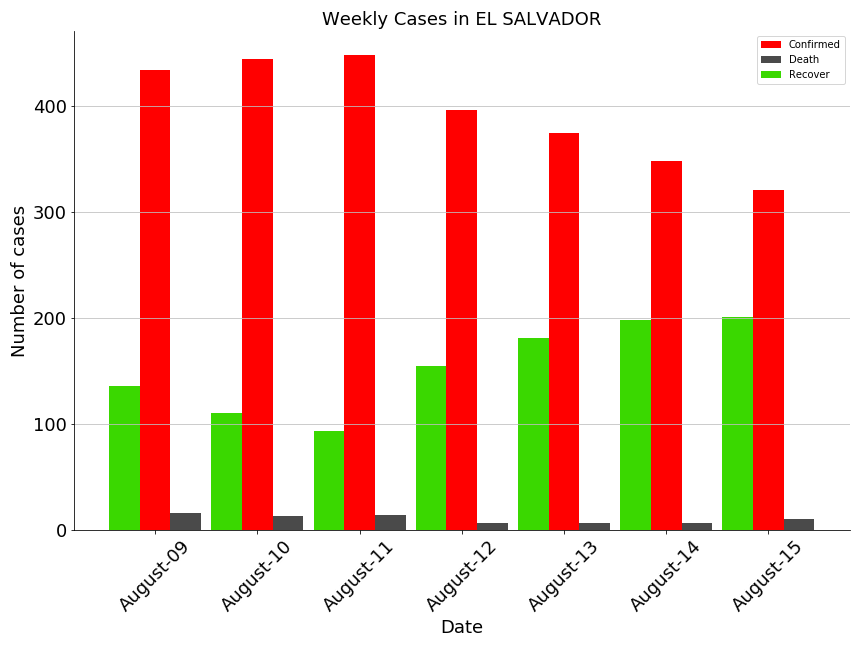 Weekly Cases in EL SALVADOR
Confirmed
Death
Recover
Number of cases
400
300
200
100
0
August-09
August-10
August-11
August-12
August-13
August-14
August-15
Date